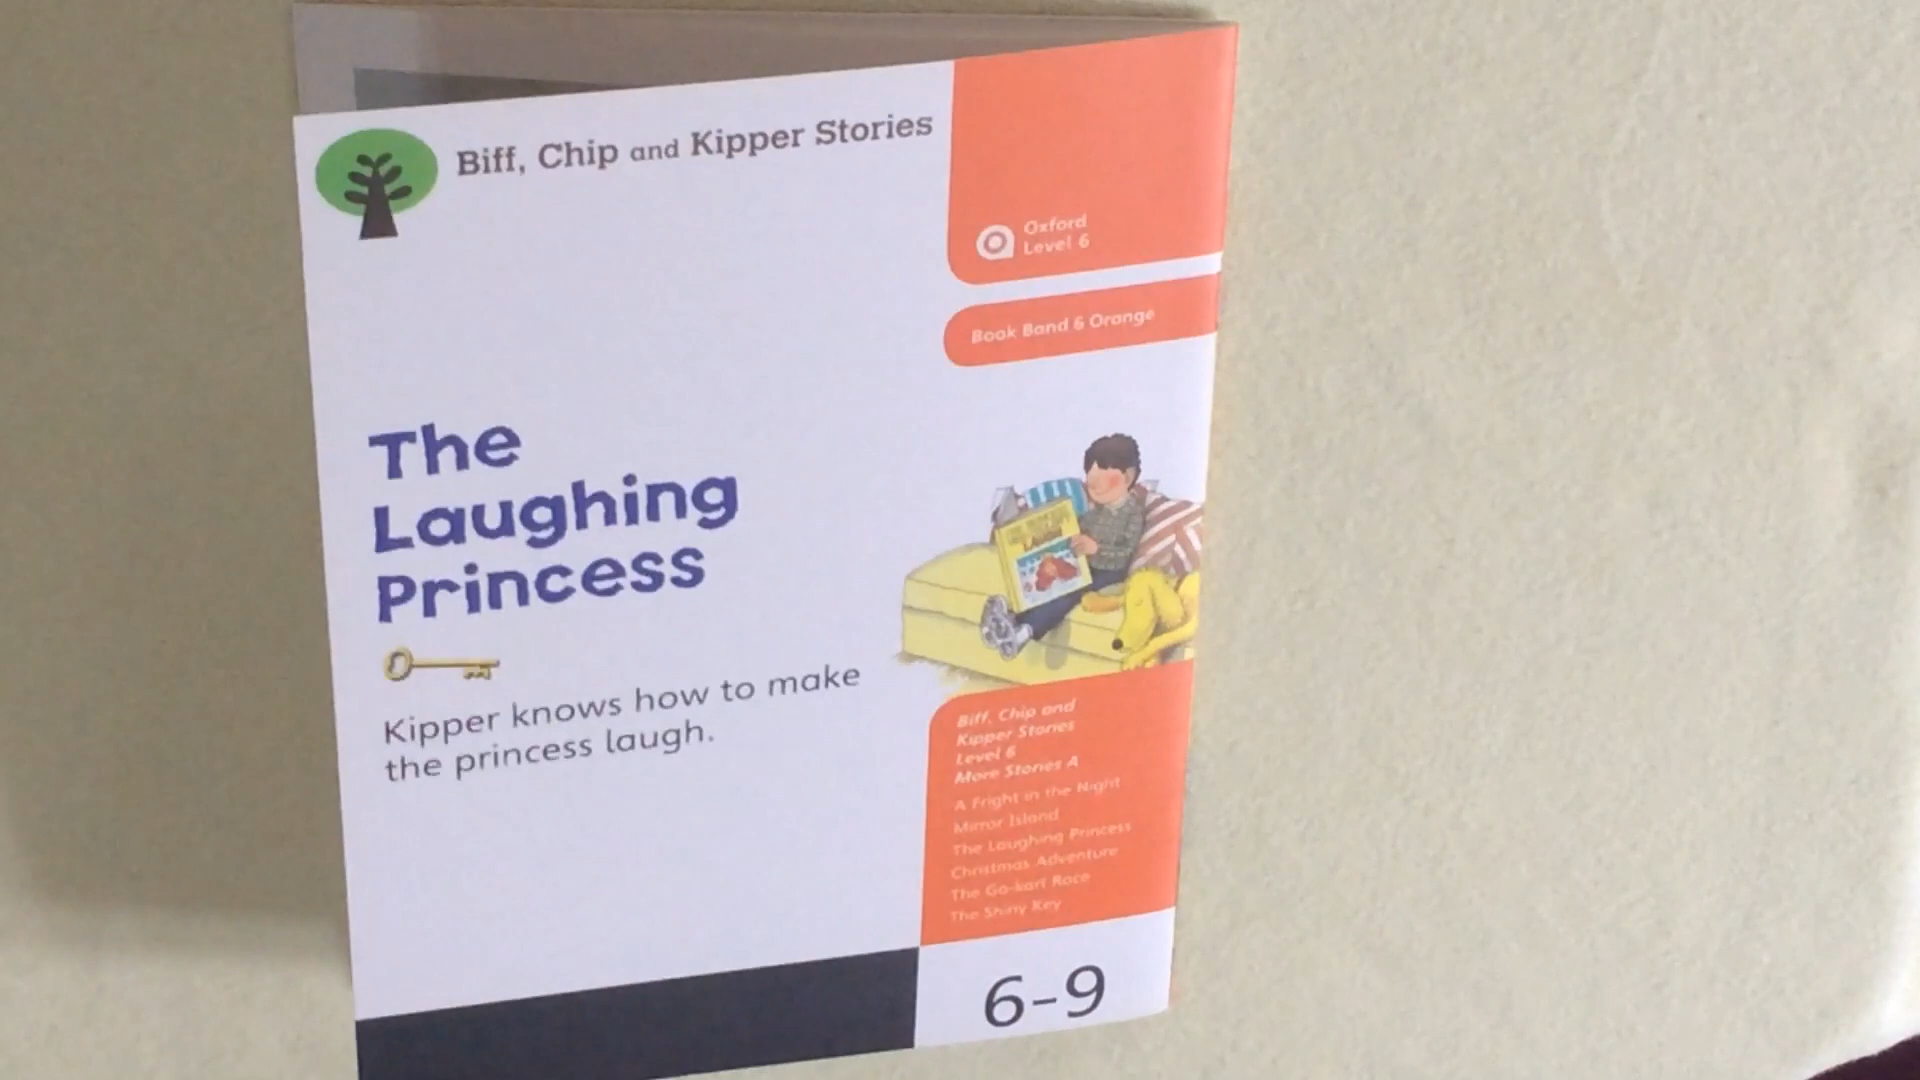 Biff, Chip and Kipper Stories
Oxford
Level 6
Book Band 6 Orange
The
Laughing
Princess
Kipper knows how to make
the princess laugh.
Biff, Chip and
Kipper Stories
Level 6
More Stories A
A Fright in the Night
Mirror Island
The Laughing Princess
Christmas Adventure
The Go-kart Race
The Shiny Key
6-9